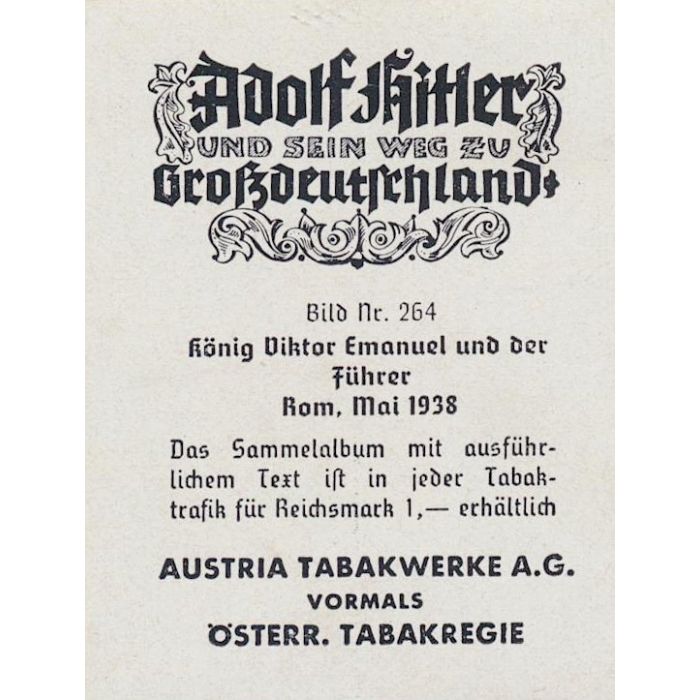 Adolf Hitler
UND SEIN WEG ZU
Großdeutschland
Bild Nr. 264
König Viktor Emanuel und der
Führer
Rom, Mai 1938
Das Sammelalbum mit ausführ-
lichem Text ist in jeder Tabak-
trafik für Reichsmark 1,— erhältlich
AUSTRIA TABAKWERKE A.G.
VORMALS
ÖSTERR. TABAKREGIE